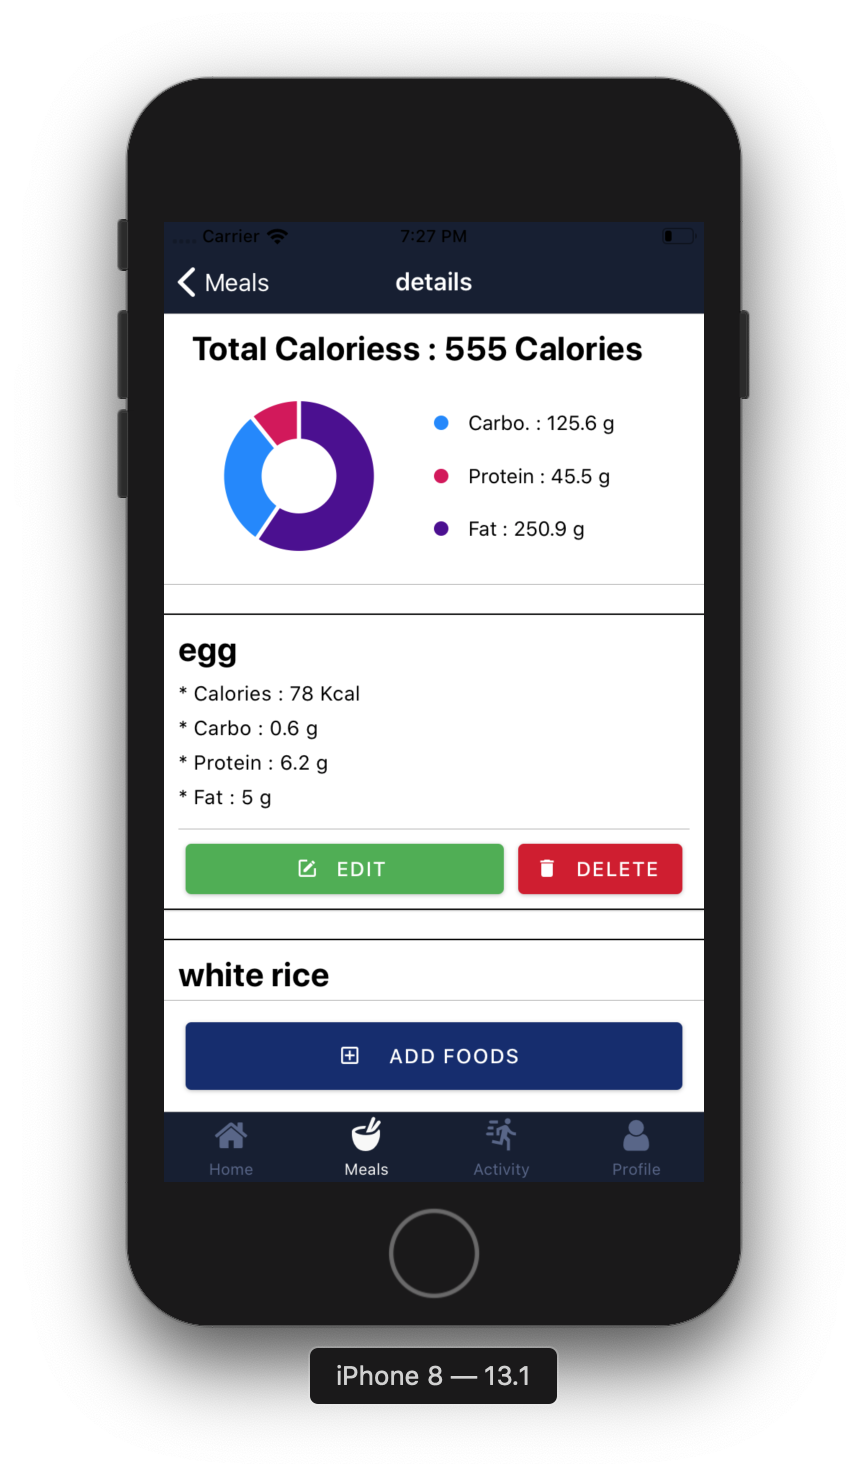 Carrier 7:27 PM
Meals details
Total Caloriess : 555 Calories
Carbo. : 125.6 g
Protein : 45.5 g
Fat : 250.9 g
egg
* Calories : 78 Kcal
* Carbo : 0.6 g
* Protein : 6.2 g
* Fat : 5 g
EDIT DELETE
white rice
ADD FOODS
Home Meals Activity Profile
iPhone 8 — 13.1